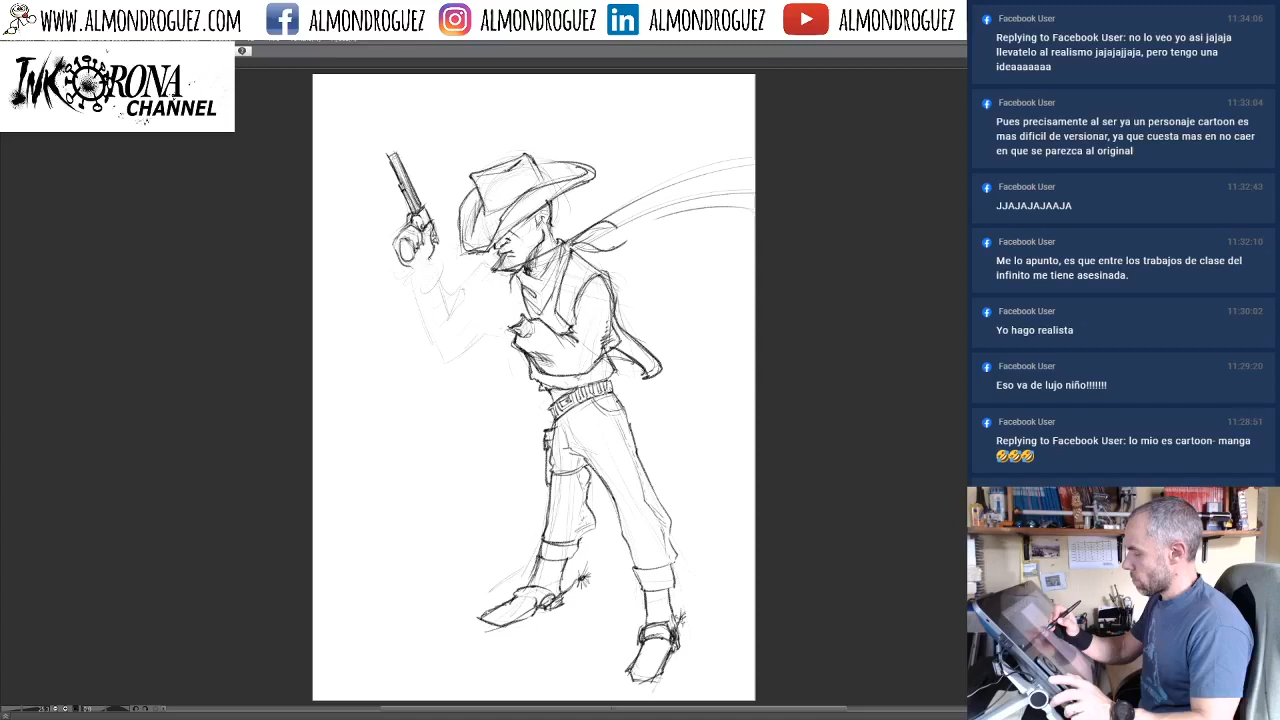 WWW.ALMONDROGUEZ.COM ALMONDROGUEZ ALMONDROGUEZ ALMONDROGUEZ ALMONDROGUEZ
INKORONA
CHANNEL
Facebook User 11:34:06
Replying to Facebook User: no lo veo yo asi jajaja
llevatelo al realismo jajajajjaja, pero tengo una
ideaaaaaaa
Facebook User 11:33:04
Pues precisamente al ser ya un personaje cartoon es
mas dificil de versionar, ya que cuesta mas en no caer
en que se parezca al original
Facebook User 11:32:43
JJAJAJAJAAJA
Facebook User 11:32:10
Me lo apunto, es que entre los trabajos de clase del
infinito me tiene asesinada.
Facebook User 11:30:02
Yo hago realista
Facebook User 11:29:20
Eso va de lujo niño!!!!!!!
Facebook User 11:28:51
Replying to Facebook User: lo mio es cartoon- manga
🤣🤣🤣